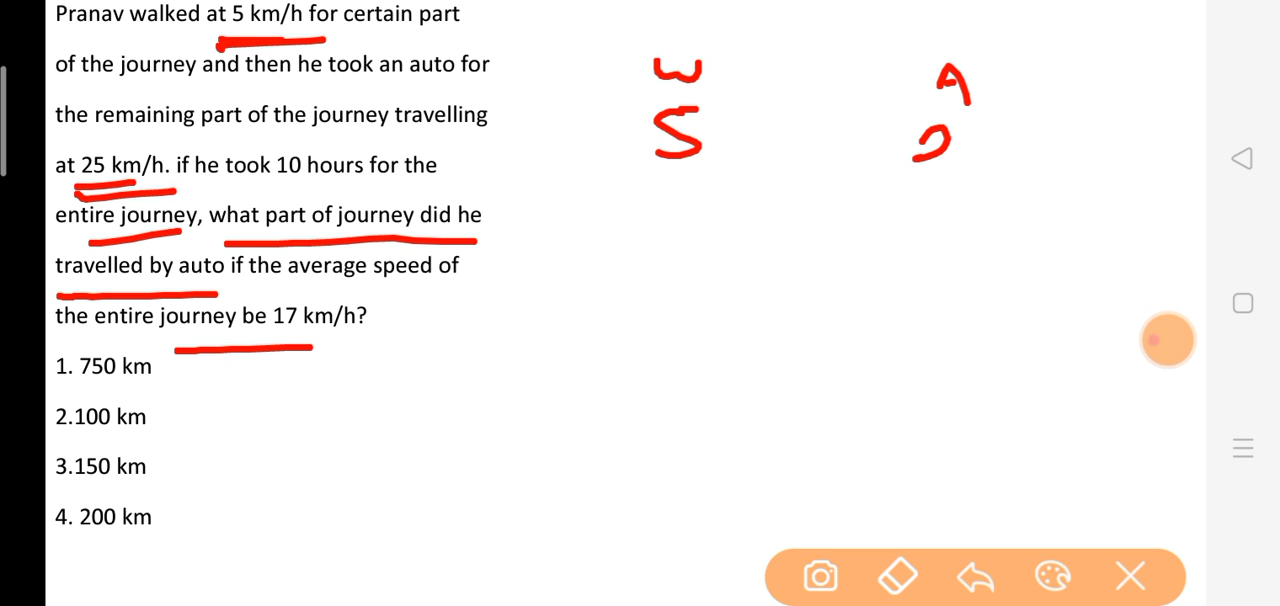 Pranav walked at 5 km/h for certain part
of the journey and then he took an auto for
the remaining part of the journey travelling
at 25 km/h. if he took 10 hours for the
entire journey, what part of journey did he
travelled by auto if the average speed of
the entire journey be 17 km/h?
1. 750 km
2.100 km
3.150 km
4. 200 km
W A
5